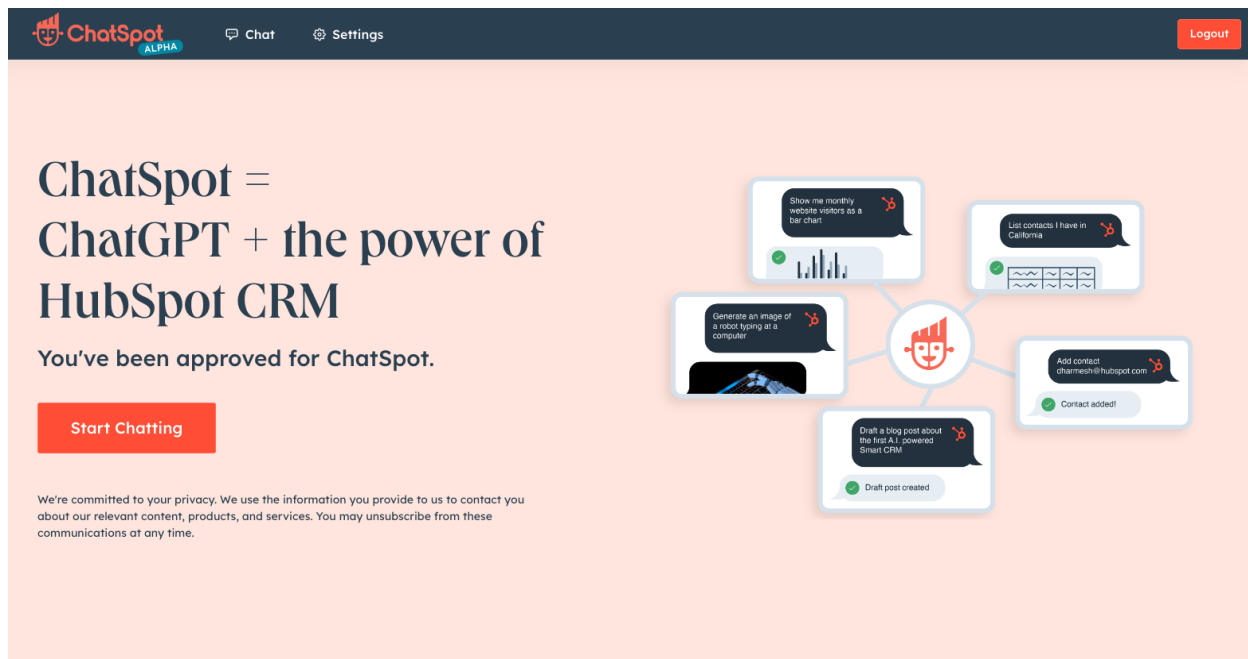 ChatSpot
ALPHA
Chat
Settings
Logout
ChatSpot =
ChatGPT + the power of
HubSpot CRM
You've been approved for ChatSpot.
Start Chatting
We're committed to your privacy. We use the information you provide to us to contact you
about our relevant content, products, and services. You may unsubscribe from these
communications at any time.
Show me monthly
website visitors as a
bar chart
List contacts I have in
California
Generate an image of
a robot typing at a
computer
Add contact
dharmesh@hubspot.com
Contact added!
Draft a blog post about
the first A.I. powered
Smart CRM
Draft post created